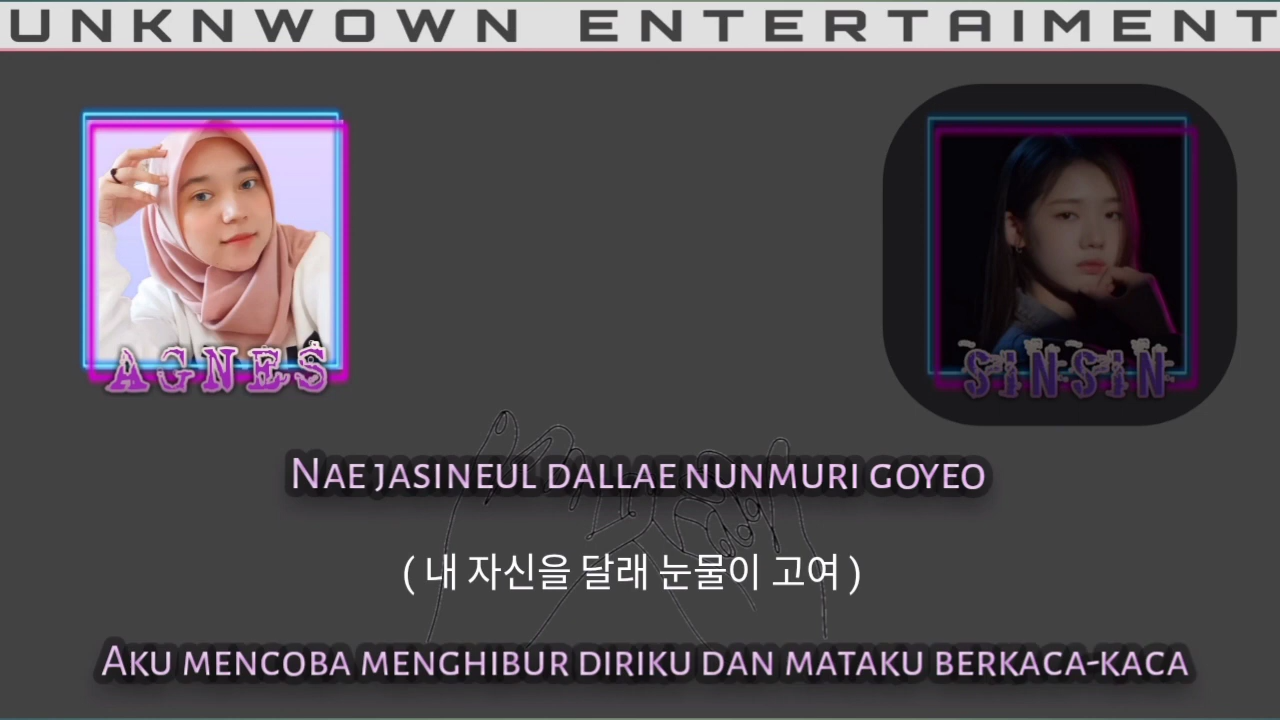 UNKNWOWN ENTERTAIMENT
AGNES
SINSIN
Nae jasineul dallae nunmuri goyeo
( 내 자신을 달래 눈물이 고여 )
Aku mencoba menghibur diriku dan mataku berkaca-kaca